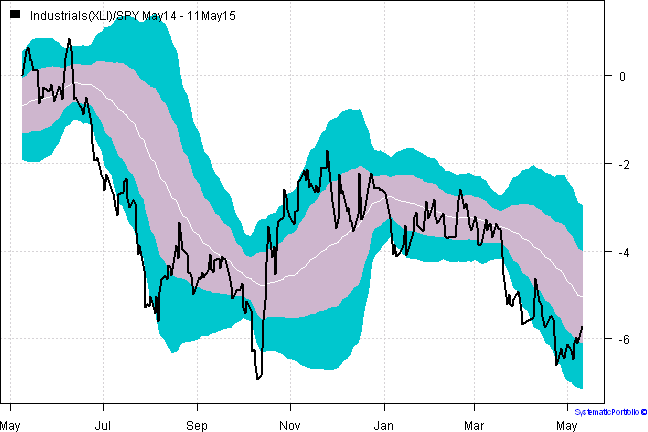 Industrials(XLI)/SPY May14 - 11May15
0
-2
-4
-6
May Jul Sep Nov Jan Mar May
SystematicPortfolio ©